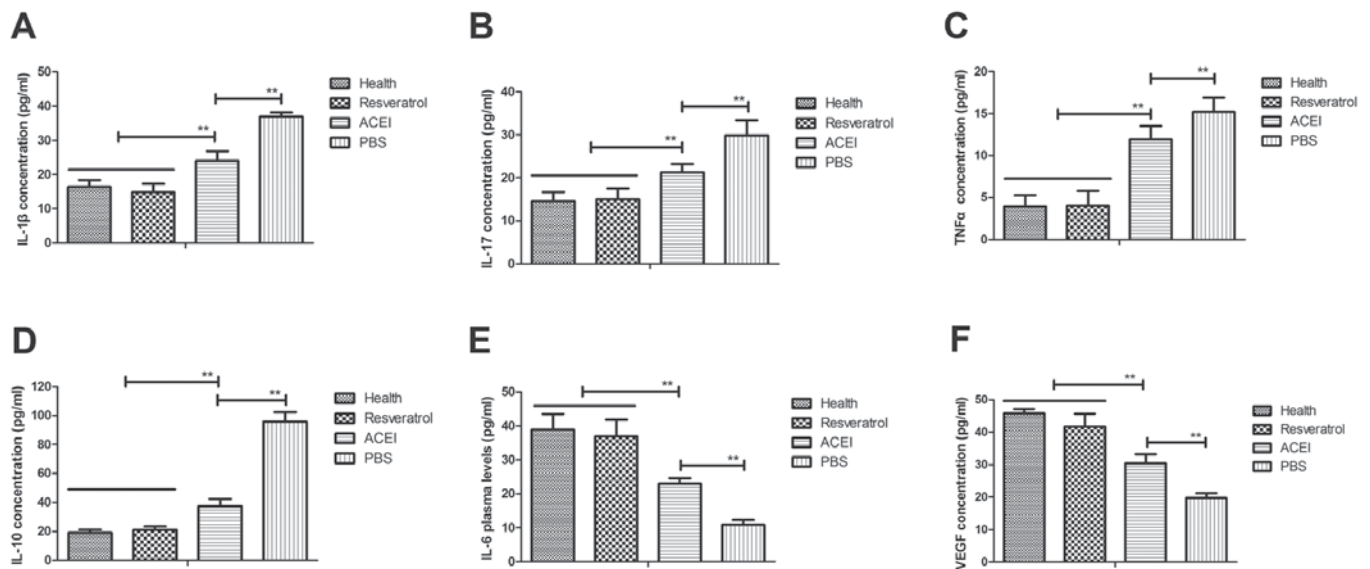 A
IL-1β concentration (pg/ml)
50
40
30
20
10
0
**
**
Health
Resveratrol
ACEI
PBS
B
IL-17 concentration (pg/ml)
40
30
20
10
0
**
**
Health
Resveratrol
ACEI
PBS
C
TNFα concentration (pg/ml)
20
15
10
5
0
**
**
Health
Resveratrol
ACEI
PBS
D
IL-10 concentration (pg/ml)
120
100
80
60
40
20
0
**
**
Health
Resveratrol
ACEI
PBS
E
IL-6 plasma levels (pg/ml)
50
40
30
20
10
0
**
**
Health
Resveratrol
ACEI
PBS
F
VEGF concentration (pg/ml)
60
40
30
20
10
0
**
**
Health
Resveratrol
ACEI
PBS